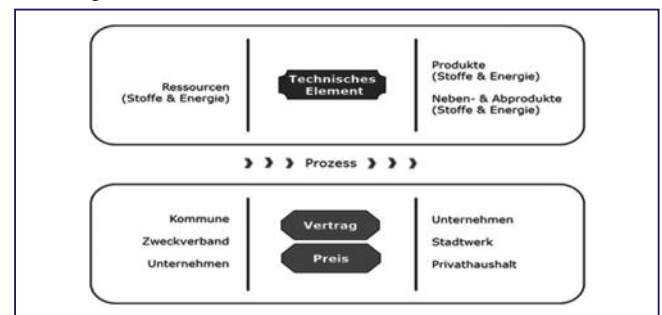 Ressourcen
(Stoffe & Energie)
Technisches
Element
Produkte
(Stoffe & Energie)
Neben- & Abprodukte
(Stoffe & Energie)
Prozess
Kommune
Zweckverband
Unternehmen
Vertrag
Preis
Unternehmen
Stadtwerk
Privathaushalt